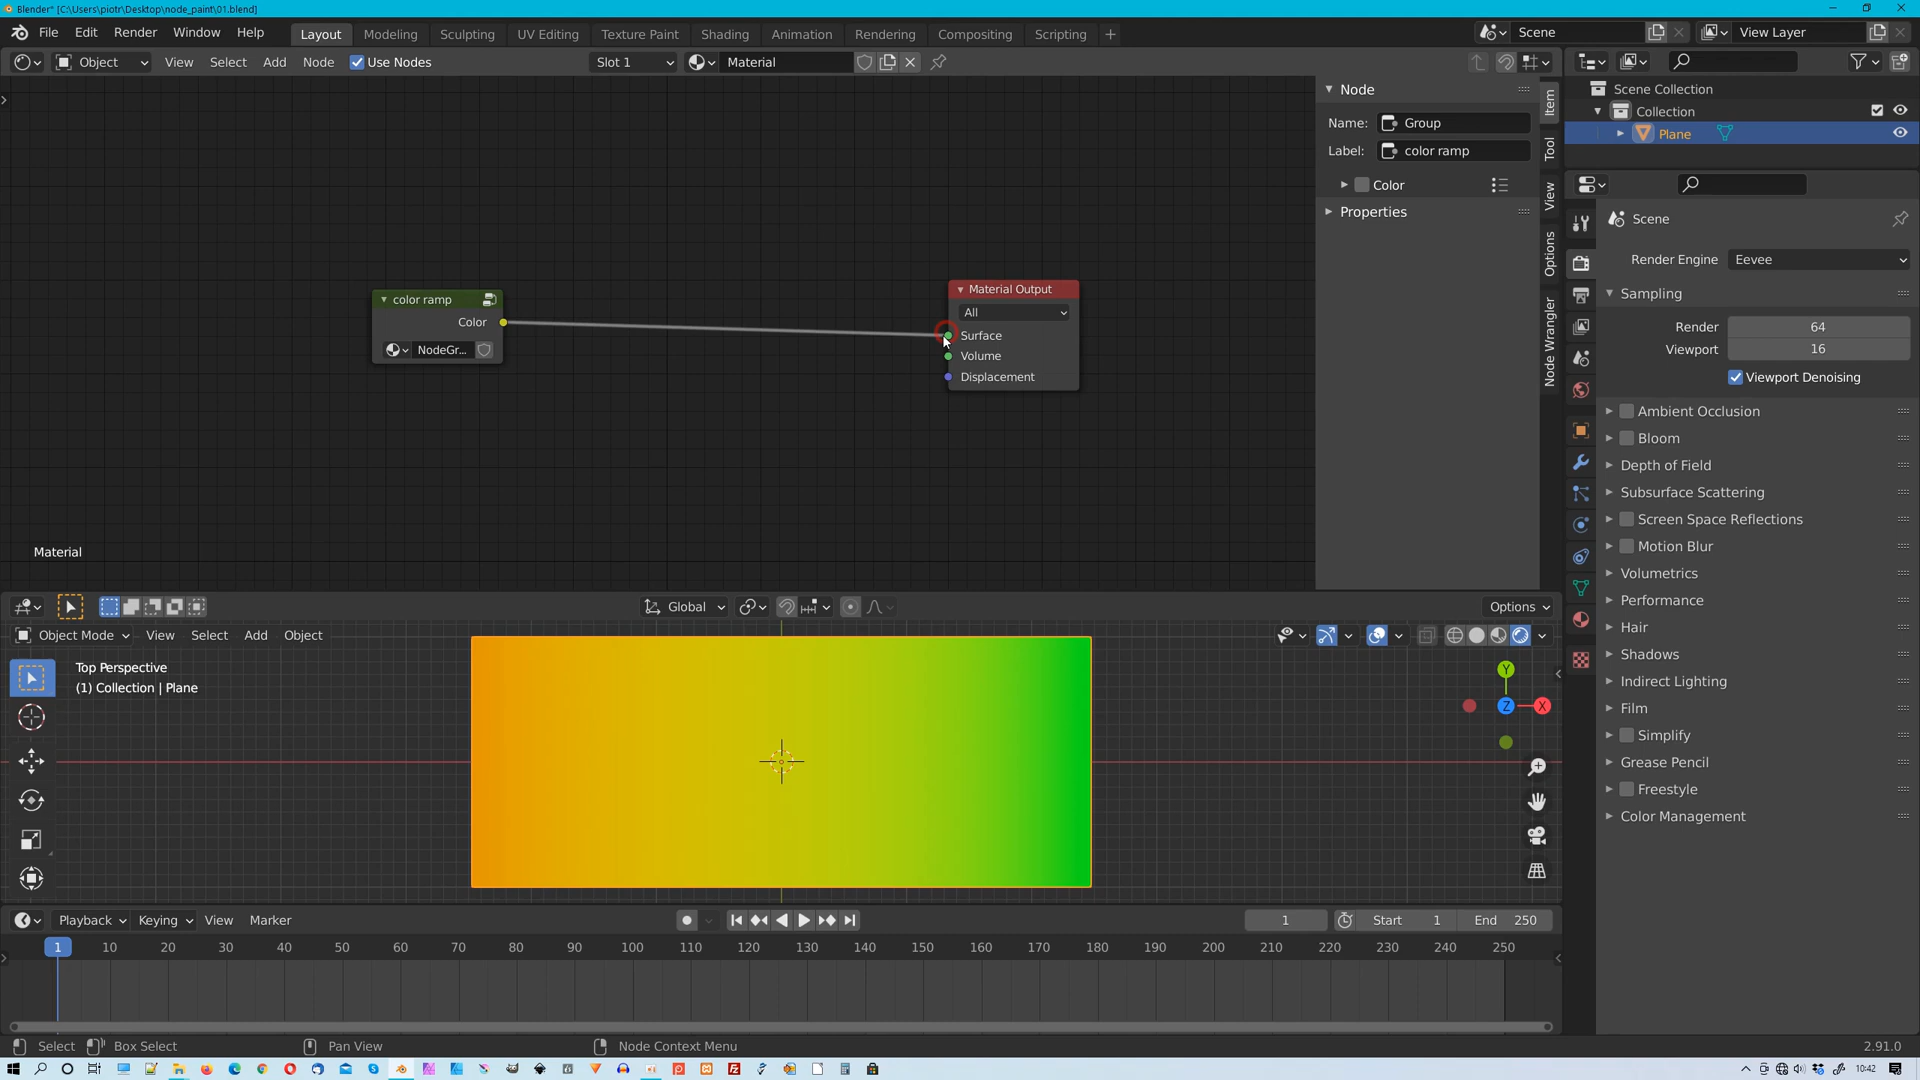 Blender* [C:\Users\piotr\Desktop\node_paint\01.blend]
File Edit Render Window Help Layout Modeling Sculpting UV Editing Texture Paint Shading Animation Rendering Compositing Scripting + Scene View Layer
Object View Select Add Node Use Nodes Slot 1 Material
Node
Name: Group
Label: color ramp
Color
Properties
Item
Tool
View
Options
Node Wrangler
color ramp
Color
NodeGr...
Material Output
All
Surface
Volume
Displacement
Material
Scene Collection
Collection
Plane
Scene
Render Engine Eevee
Sampling
Render 64
Viewport 16
Viewport Denoising
Ambient Occlusion
Bloom
Depth of Field
Subsurface Scattering
Screen Space Reflections
Motion Blur
Volumetrics
Performance
Hair
Shadows
Indirect Lighting
Film
Simplify
Grease Pencil
Freestyle
Color Management
Global Options
Object Mode View Select Add Object
Top Perspective
(1) Collection | Plane
Y
Z X
Playback Keying View Marker 1 Start 1 End 250
1 10 20 30 40 50 60 70 80 90 100 110 120 130 140 150 160 170 180 190 200 210 220 230 240 250
Select Box Select Pan View Node Context Menu 2.91.0
10:42